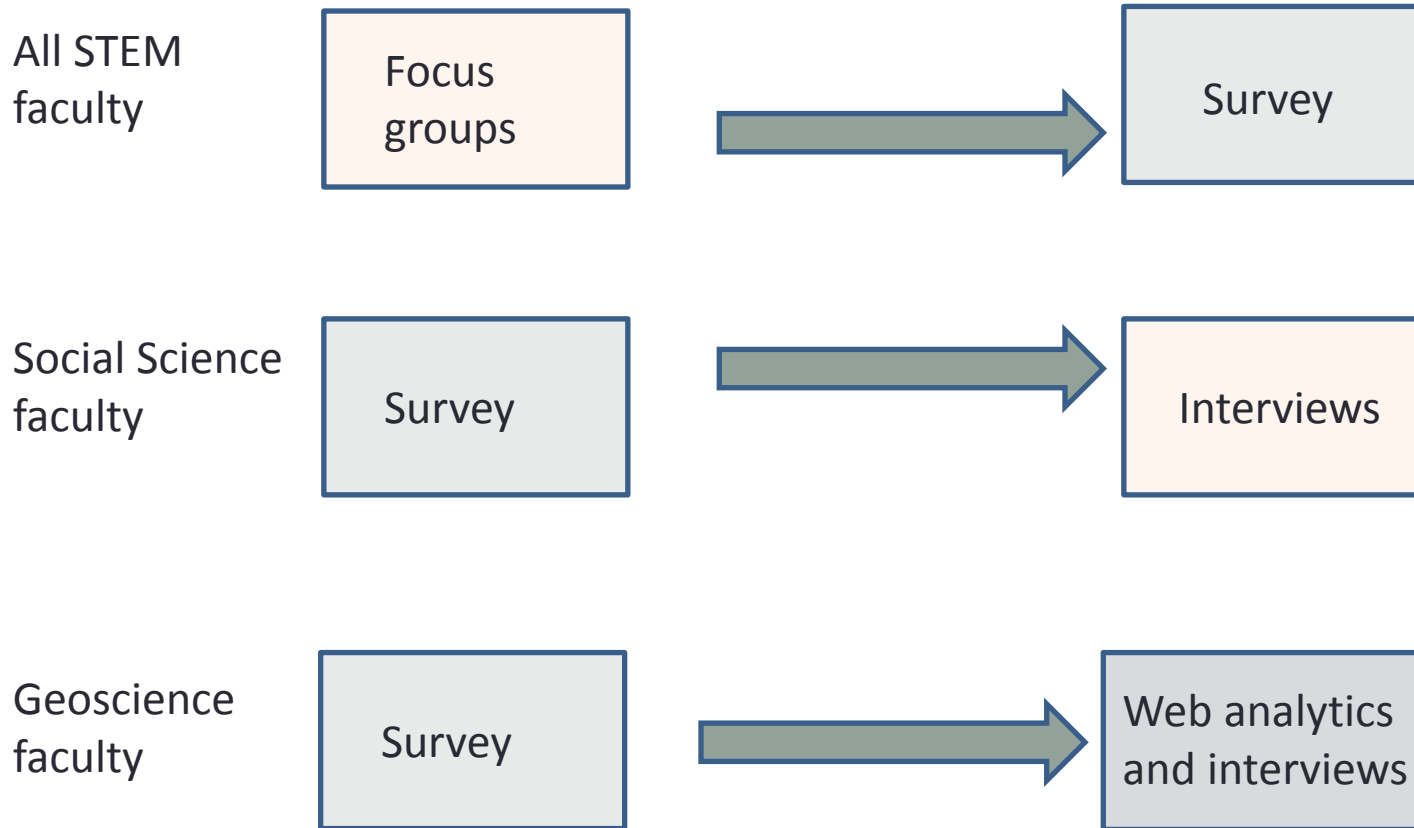 All STEM
faculty
Focus
groups
Survey
Social Science
faculty
Survey
Interviews
Geoscience
faculty
Survey
Web analytics
and interviews